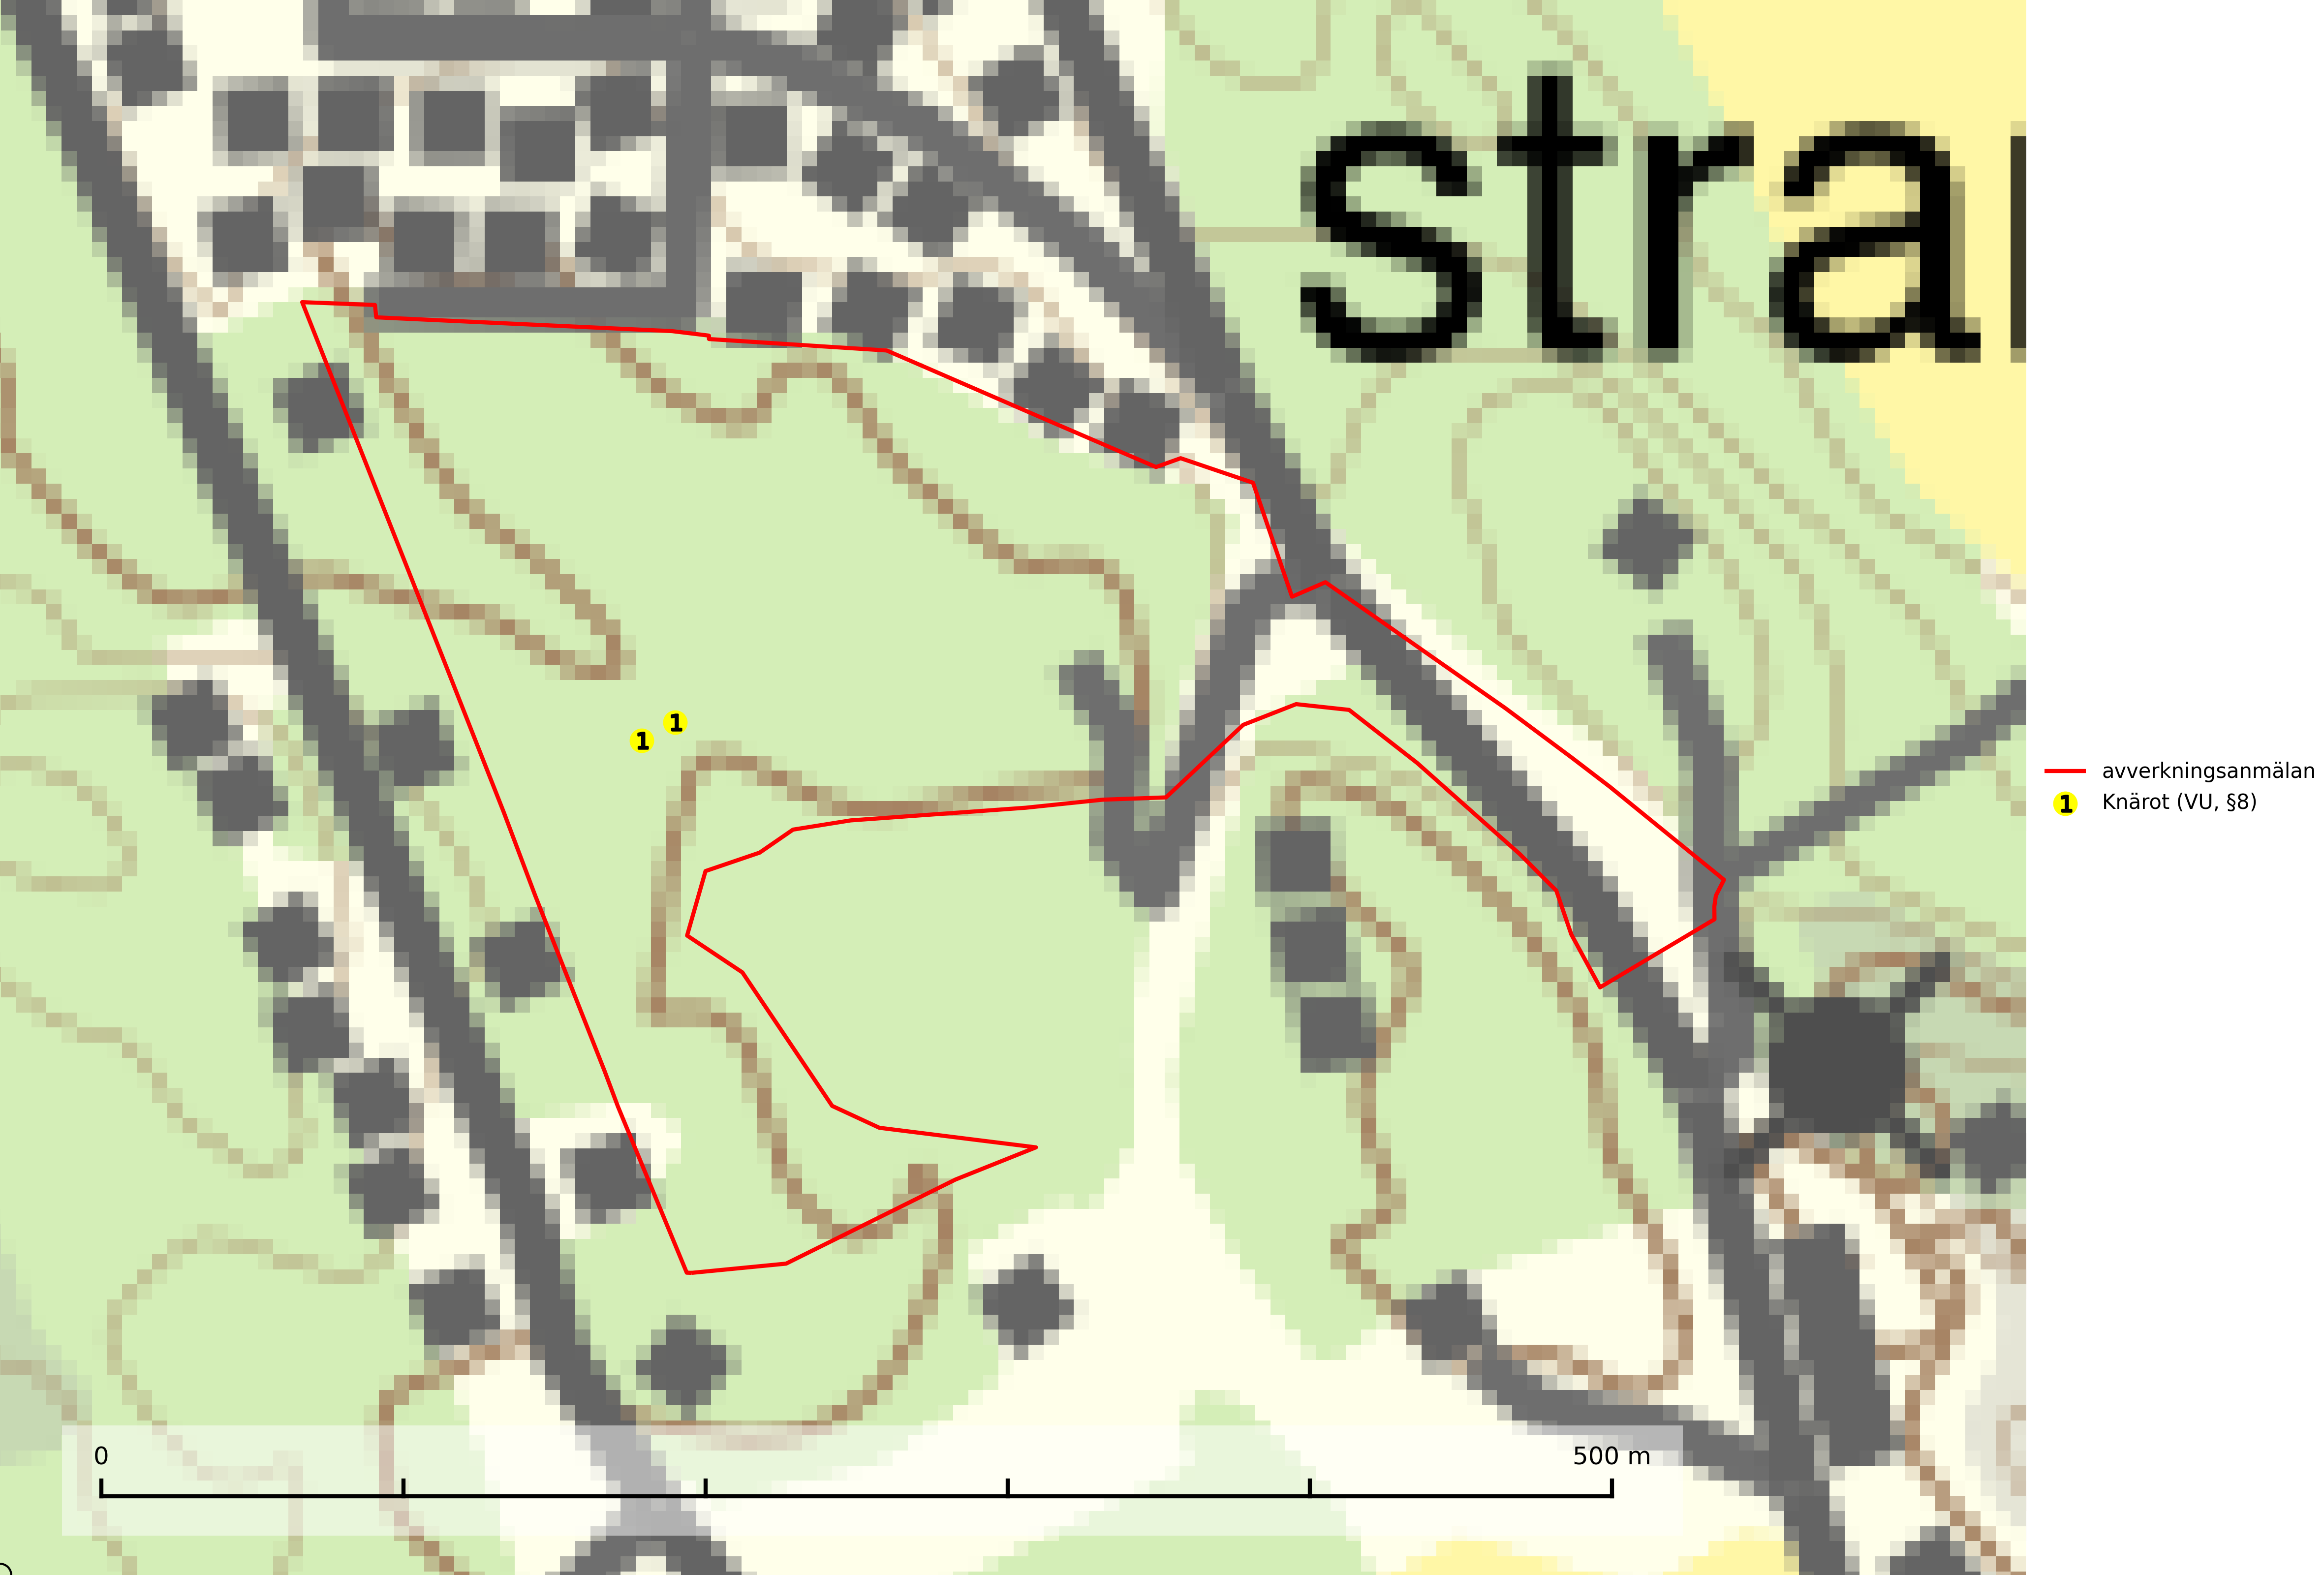 stra
1
1
avverkningsanmälan
1 Knärot (VU, §8)
0 500 m